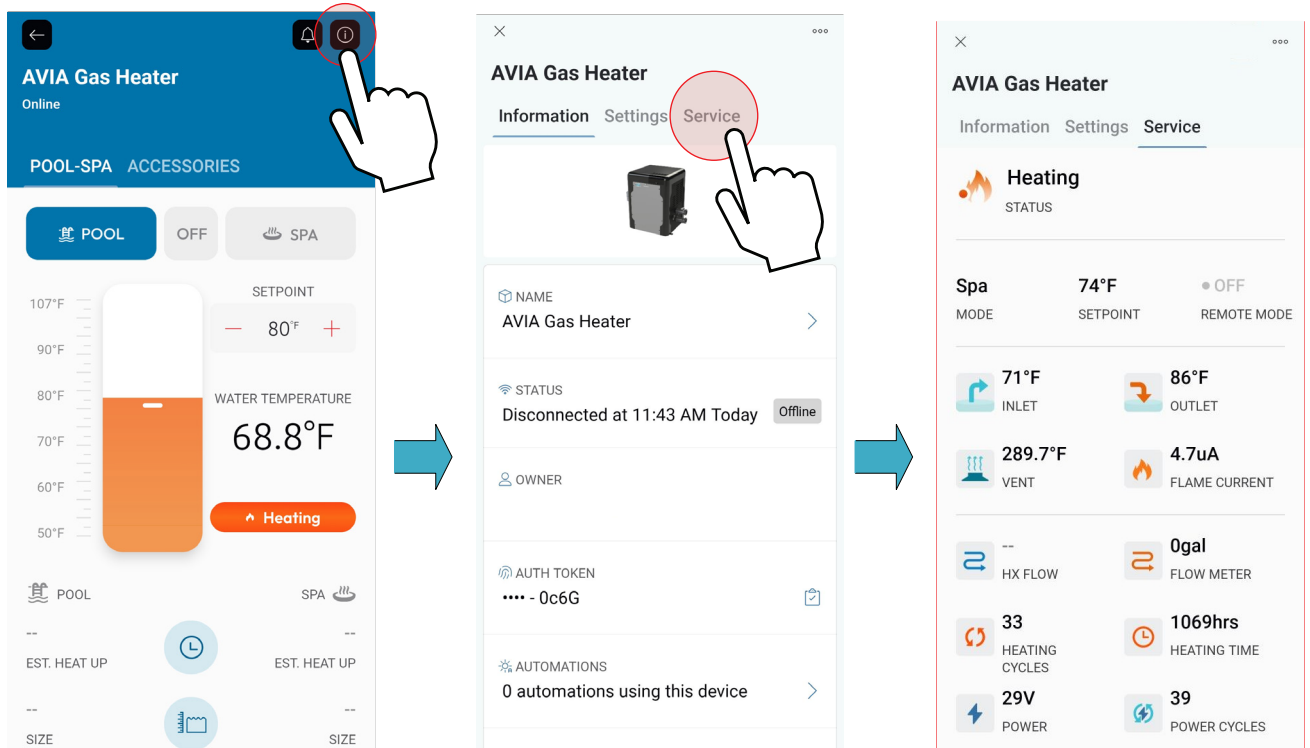 AVIA Gas Heater
Online
POOL-SPA ACCESSORIES
POOL OFF SPA
107°F
90°F
80°F
70°F
60°F
50°F
SETPOINT
80°F
WATER TEMPERATURE
68.8°F
Heating
POOL SPA
-- --
EST. HEAT UP EST. HEAT UP
-- --
SIZE SIZE
AVIA Gas Heater
Information Settings Service
NAME
AVIA Gas Heater
STATUS
Disconnected at 11:43 AM Today Offline
OWNER
AUTH TOKEN
•••• - 0c6G
AUTOMATIONS
0 automations using this device
AVIA Gas Heater
Information Settings Service
Heating
STATUS
Spa 74°F OFF
MODE SETPOINT REMOTE MODE
71°F 86°F
INLET OUTLET
289.7°F 4.7uA
VENT FLAME CURRENT
-- 0gal
HX FLOW FLOW METER
33 1069hrs
HEATING HEATING TIME
CYCLES
29V 39
POWER POWER CYCLES